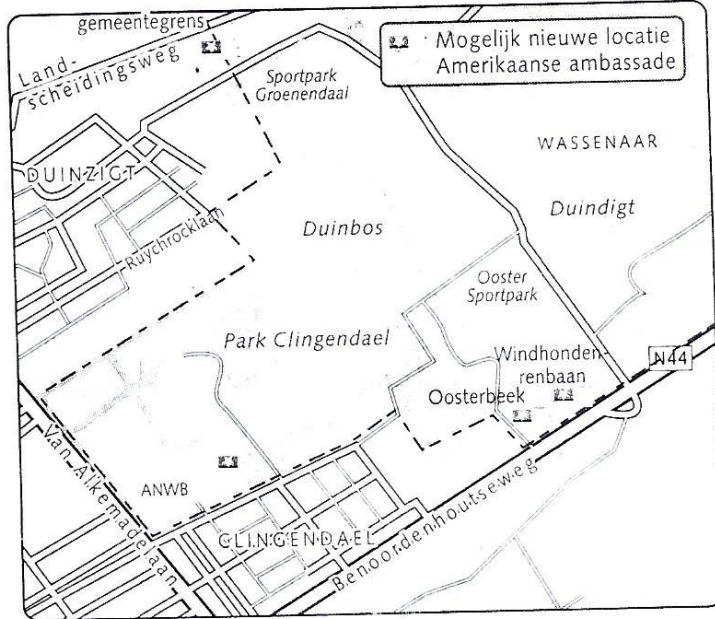 gemeentegrens
Mogelijk nieuwe locatie
Amerikaanse ambassade
Land-
scheidingsweg
Sportpark
Groenendaal
WASSENAAR
DUINZIGT
Duindigt
Duinbos
Ruychrocklaan
Ooster
Sportpark
Park Clingendael
Windhonden-
renbaan
N44
Oosterbeek
Van Alkemadelaan
ANWB
CLINGENDAEL
Benoordenhoutseweg